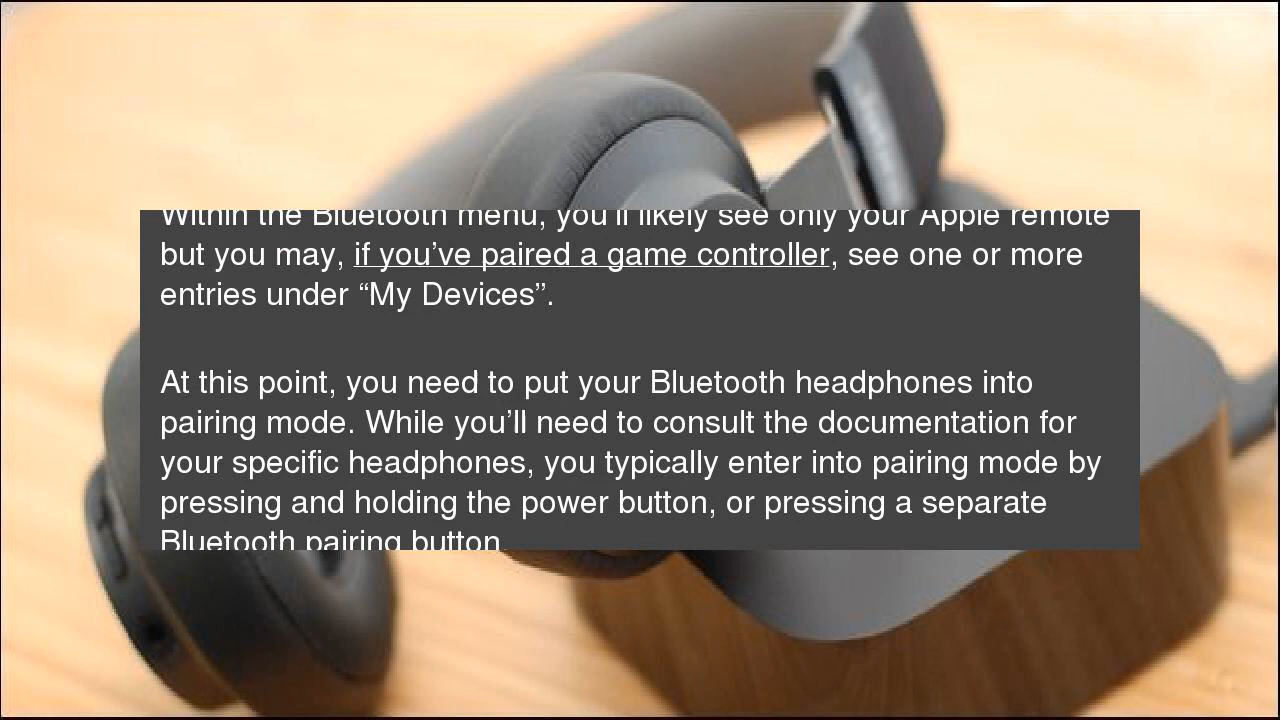 Within the Bluetooth menu, you’ll likely see only your Apple remote
but you may, if you’ve paired a game controller, see one or more
entries under “My Devices”.
At this point, you need to put your Bluetooth headphones into
pairing mode. While you’ll need to consult the documentation for
your specific headphones, you typically enter into pairing mode by
pressing and holding the power button, or pressing a separate
Bluetooth pairing button